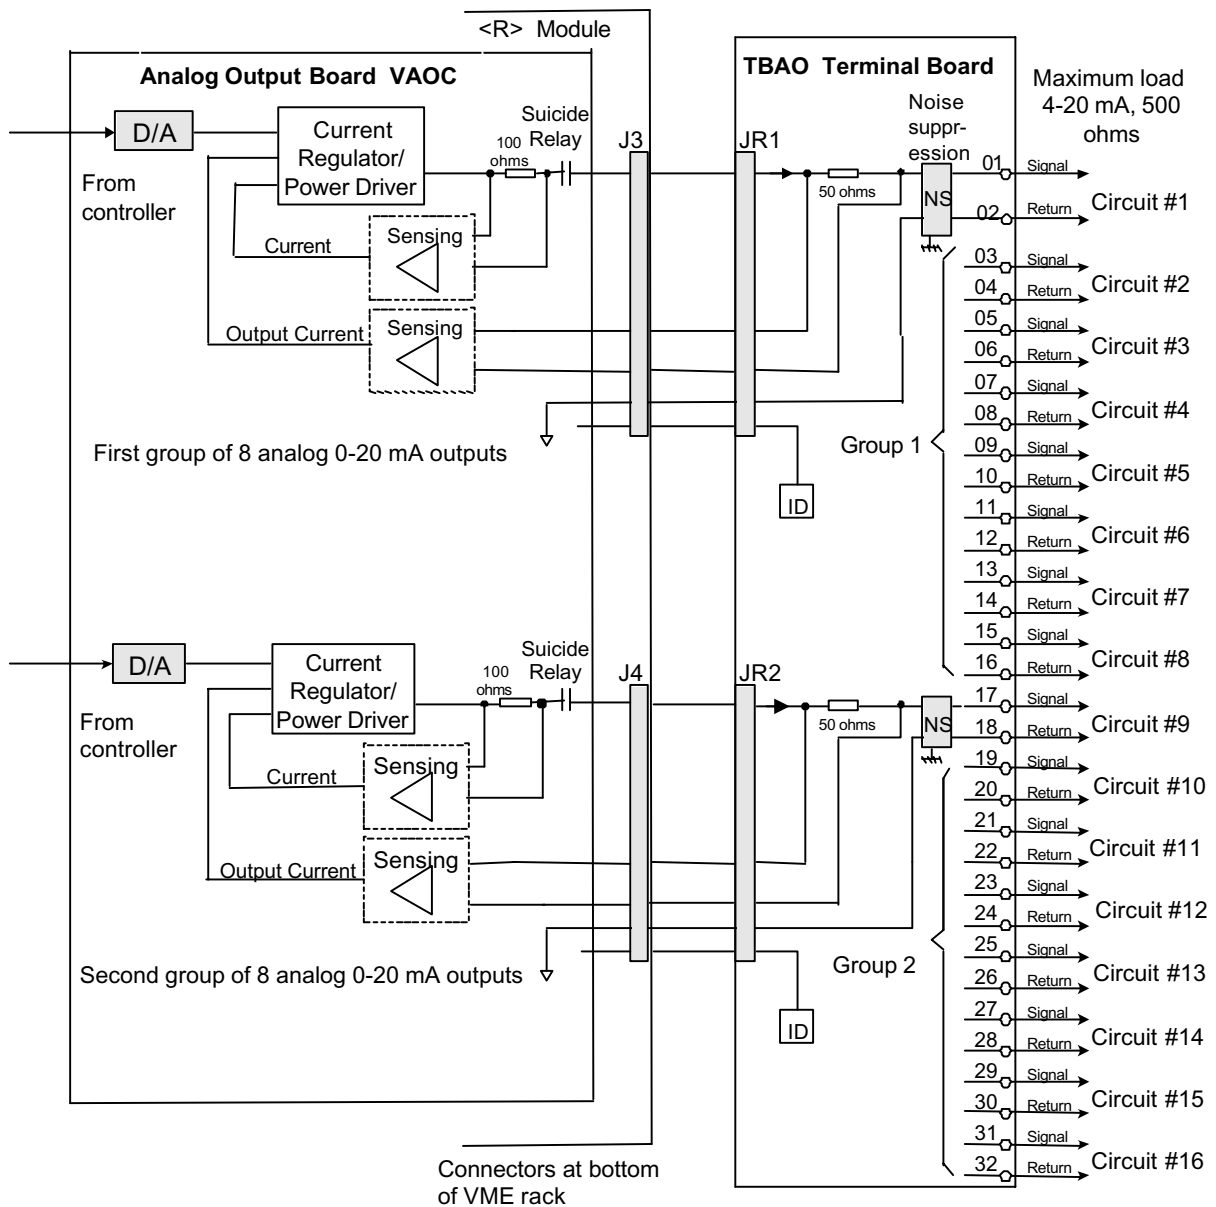 <R> Module
Analog Output Board VAOC
TBAO Terminal Board
Maximum load
4-20 mA, 500
ohms
D/A
Current
Regulator/
Power Driver
100
ohms
Suicide
Relay
J3
JR1
Noise
suppr-
ession
50 ohms
NS
From
controller
Sensing
Current
Sensing
Output Current
First group of 8 analog 0-20 mA outputs
ID
Group 1
01 Signal
02 Return
Circuit #1
03 Signal
04 Return
Circuit #2
05 Signal
06 Return
Circuit #3
07 Signal
08 Return
Circuit #4
09 Signal
10 Return
Circuit #5
11 Signal
12 Return
Circuit #6
13 Signal
14 Return
Circuit #7
15 Signal
16 Return
Circuit #8
D/A
Current
Regulator/
Power Driver
100
ohms
Suicide
Relay
J4
JR2
50 ohms
NS
From
controller
Sensing
Current
Sensing
Output Current
Second group of 8 analog 0-20 mA outputs
ID
Group 2
17 Signal
18 Return
Circuit #9
19 Signal
20 Return
Circuit #10
21 Signal
22 Return
Circuit #11
23 Signal
24 Return
Circuit #12
25 Signal
26 Return
Circuit #13
27 Signal
28 Return
Circuit #14
29 Signal
30 Return
Circuit #15
31 Signal
32 Return
Circuit #16
Connectors at bottom
of VME rack